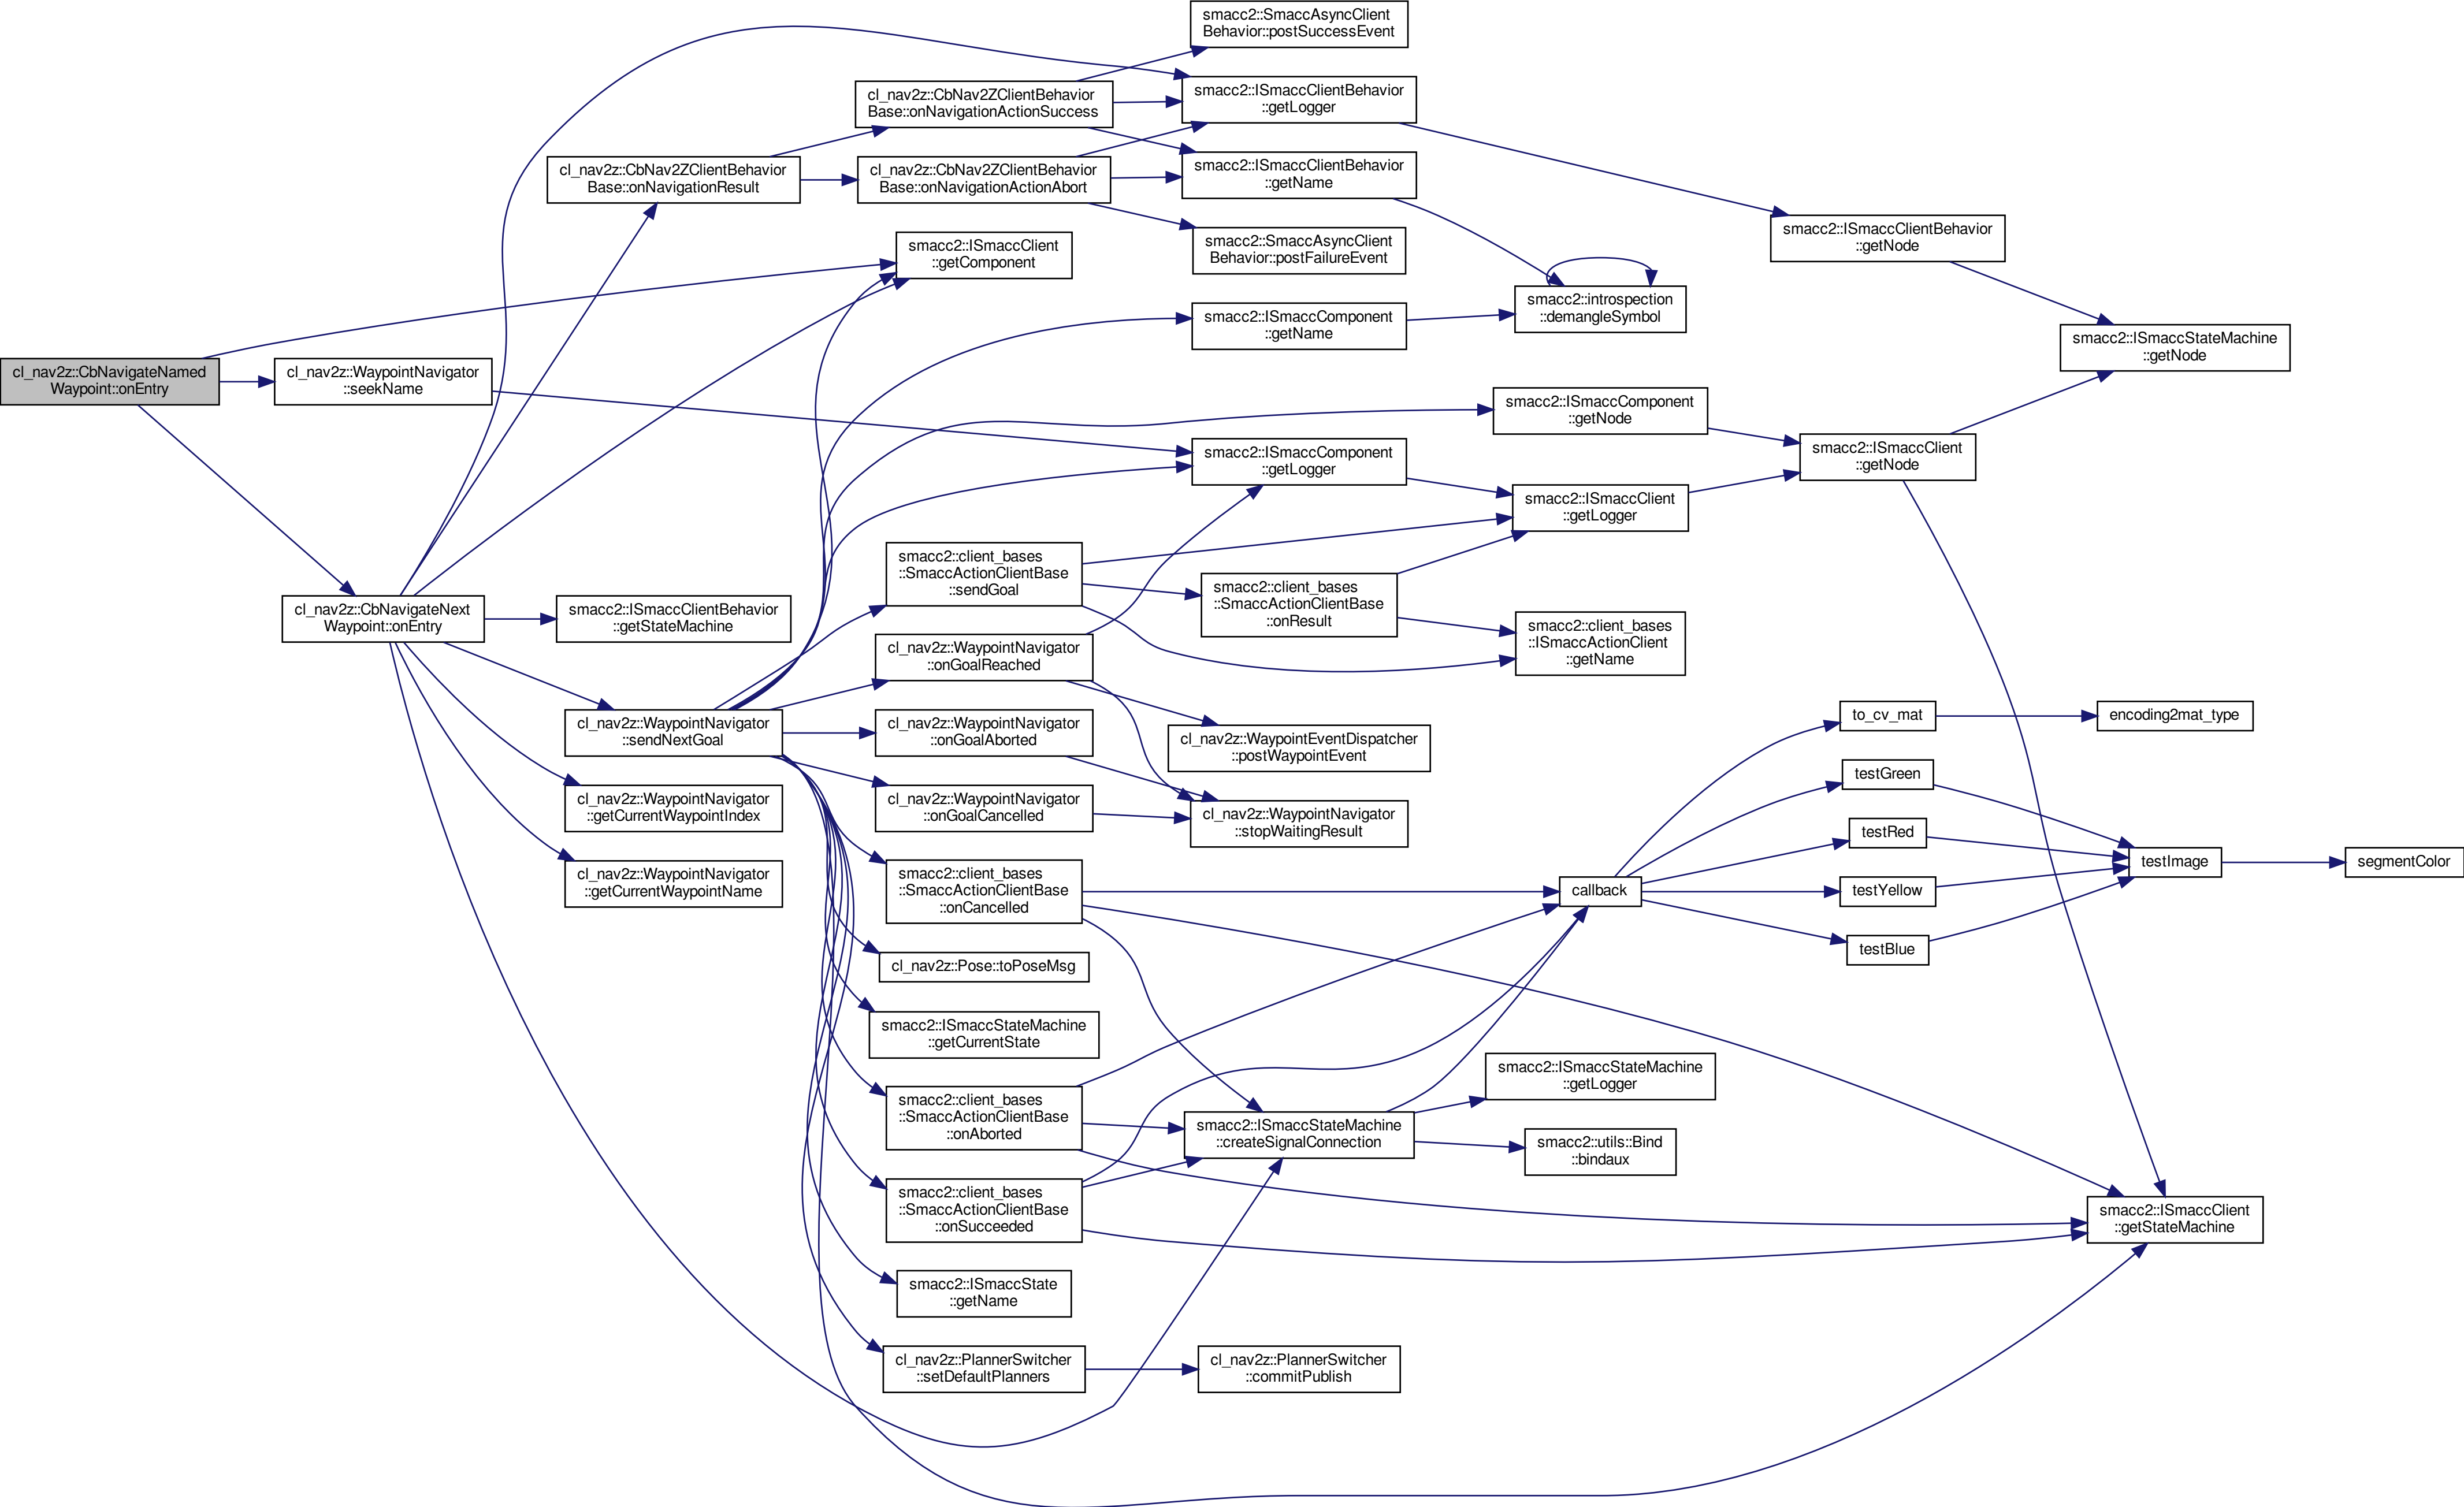 smacc2::SmaccAsyncClient
Behavior::postSuccessEvent
cl_nav2z::CbNav2ZClientBehavior
Base::onNavigationActionSuccess
smacc2::ISmaccClientBehavior
::getLogger
cl_nav2z::CbNav2ZClientBehavior
Base::onNavigationResult
cl_nav2z::CbNav2ZClientBehavior
Base::onNavigationActionAbort
smacc2::ISmaccClientBehavior
::getName
smacc2::ISmaccClientBehavior
::getNode
smacc2::ISmaccClient
::getComponent
smacc2::SmaccAsyncClient
Behavior::postFailureEvent
smacc2::introspection
::demangleSymbol
smacc2::ISmaccComponent
::getName
smacc2::ISmaccStateMachine
::getNode
cl_nav2z::CbNavigateNamed
Waypoint::onEntry
cl_nav2z::WaypointNavigator
::seekName
smacc2::ISmaccComponent
::getNode
smacc2::ISmaccComponent
::getLogger
smacc2::ISmaccClient
::getNode
smacc2::ISmaccClient
::getLogger
smacc2::client_bases
::SmaccActionClientBase
::sendGoal
smacc2::client_bases
::SmaccActionClientBase
::onResult
cl_nav2z::CbNavigateNext
Waypoint::onEntry
smacc2::ISmaccClientBehavior
::getStateMachine
smacc2::client_bases
::ISmaccActionClient
::getName
cl_nav2z::WaypointNavigator
::onGoalReached
cl_nav2z::WaypointNavigator
::sendNextGoal
cl_nav2z::WaypointNavigator
::onGoalAborted
cl_nav2z::WaypointEventDispatcher
::postWaypointEvent
to_cv_mat
encoding2mat_type
cl_nav2z::WaypointNavigator
::getCurrentWaypointIndex
cl_nav2z::WaypointNavigator
::onGoalCancelled
cl_nav2z::WaypointNavigator
::stopWaitingResult
testGreen
testRed
testImage
segmentColor
cl_nav2z::WaypointNavigator
::getCurrentWaypointName
smacc2::client_bases
::SmaccActionClientBase
::onCancelled
callback
testYellow
testBlue
cl_nav2z::Pose::toPoseMsg
smacc2::ISmaccStateMachine
::getCurrentState
smacc2::ISmaccStateMachine
::getLogger
smacc2::client_bases
::SmaccActionClientBase
::onAborted
smacc2::ISmaccStateMachine
::createSignalConnection
smacc2::utils::Bind
::bindaux
smacc2::client_bases
::SmaccActionClientBase
::onSucceeded
smacc2::ISmaccClient
::getStateMachine
smacc2::ISmaccState
::getName
cl_nav2z::PlannerSwitcher
::setDefaultPlanners
cl_nav2z::PlannerSwitcher
::commitPublish